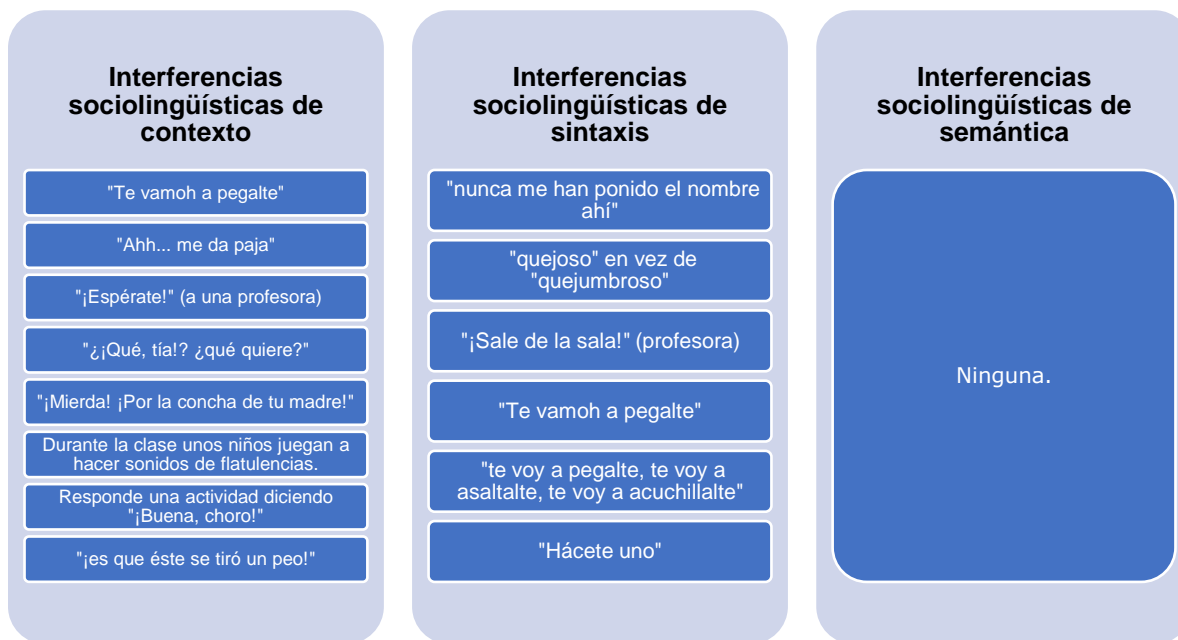 Interferencias
sociolingüísticas de
contexto
"Te vamoh a pegalte"
"Ahh... me da paja"
"¡Espérate!" (a una profesora)
"¿¡Qué, tía!? ¿qué quiere?"
"¡Mierda! ¡Por la concha de tu madre!"
Durante la clase unos niños juegan a
hacer sonidos de flatulencias.
Responde una actividad diciendo
"¡Buena, choro!"
"¡es que éste se tiró un peo!"
Interferencias
sociolingüísticas de
sintaxis
"nunca me han ponido el nombre
ahí"
"quejoso" en vez de
"quejumbroso"
"¡Sale de la sala!" (profesora)
"Te vamoh a pegalte"
"te voy a pegalte, te voy a
asaltalte, te voy a acuchillalte"
"Hácete uno"
Interferencias
sociolingüísticas de
semántica
Ninguna.